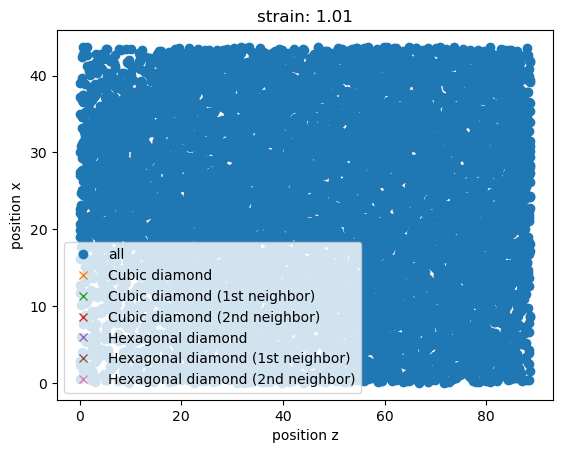 strain: 1.01
position x
40
30
20
10
0
all
Cubic diamond
Cubic diamond (1st neighbor)
Cubic diamond (2nd neighbor)
Hexagonal diamond
Hexagonal diamond (1st neighbor)
Hexagonal diamond (2nd neighbor)
0 20 40 60 80
position z